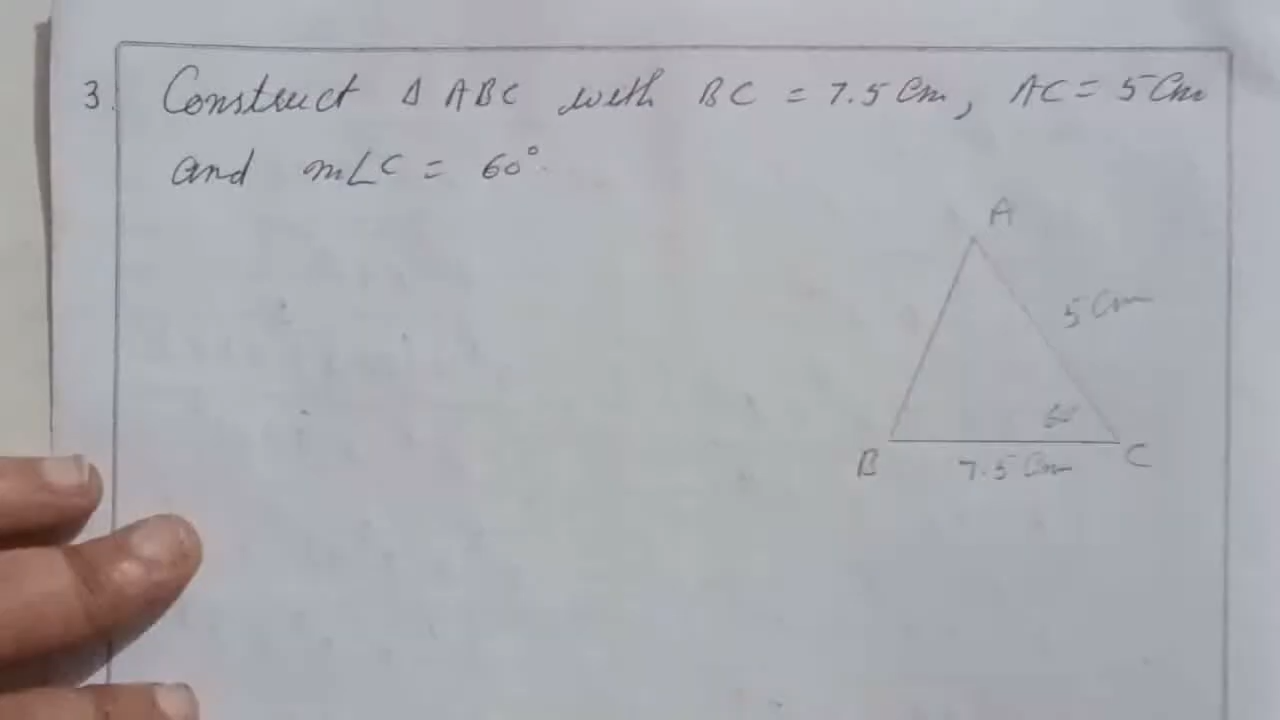 3. Construct Δ ABC with BC = 7.5 Cm, AC = 5 Cm
and m∠C = 60°.
A
5 Cm
60
B
7.5 Cm
C